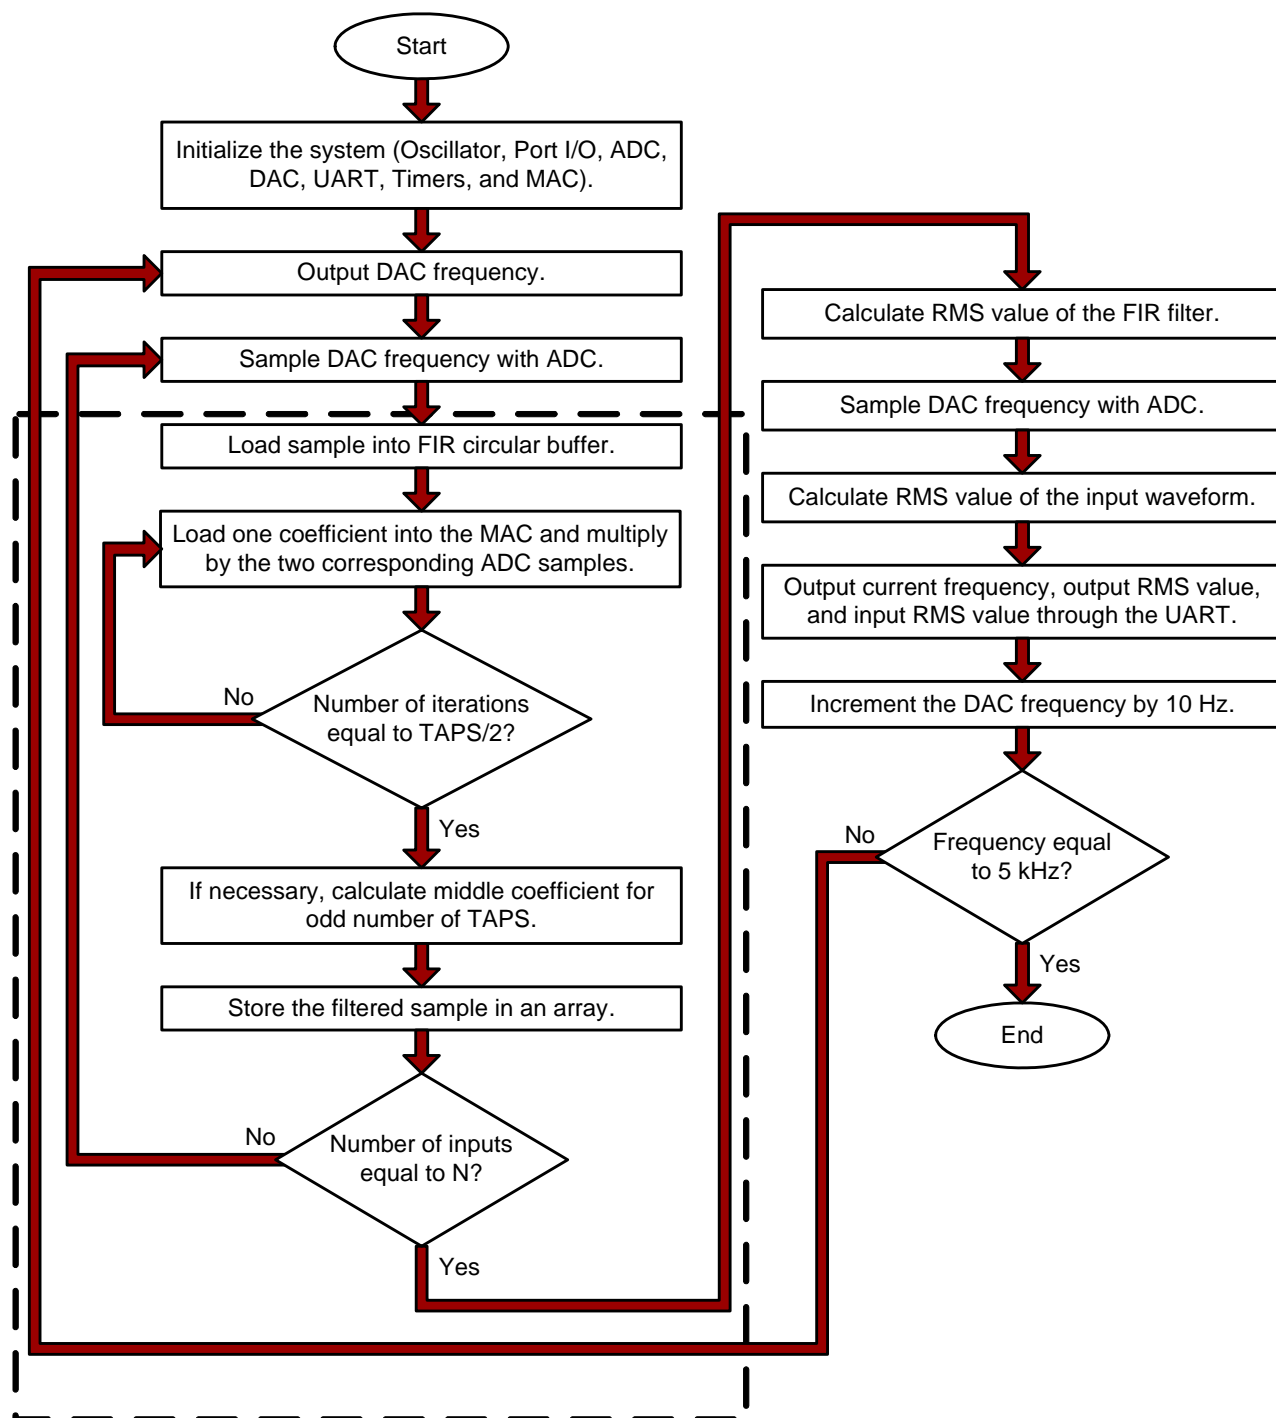 Start
Initialize the system (Oscillator, Port I/O, ADC,
DAC, UART, Timers, and MAC).
Output DAC frequency.
Sample DAC frequency with ADC.
Load sample into FIR circular buffer.
Load one coefficient into the MAC and multiply
by the two corresponding ADC samples.
No
Number of iterations
equal to TAPS/2?
Yes
If necessary, calculate middle coefficient for
odd number of TAPS.
Store the filtered sample in an array.
No
Number of inputs
equal to N?
Yes
Calculate RMS value of the FIR filter.
Sample DAC frequency with ADC.
Calculate RMS value of the input waveform.
Output current frequency, output RMS value,
and input RMS value through the UART.
Increment the DAC frequency by 10 Hz.
No
Frequency equal
to 5 kHz?
Yes
End